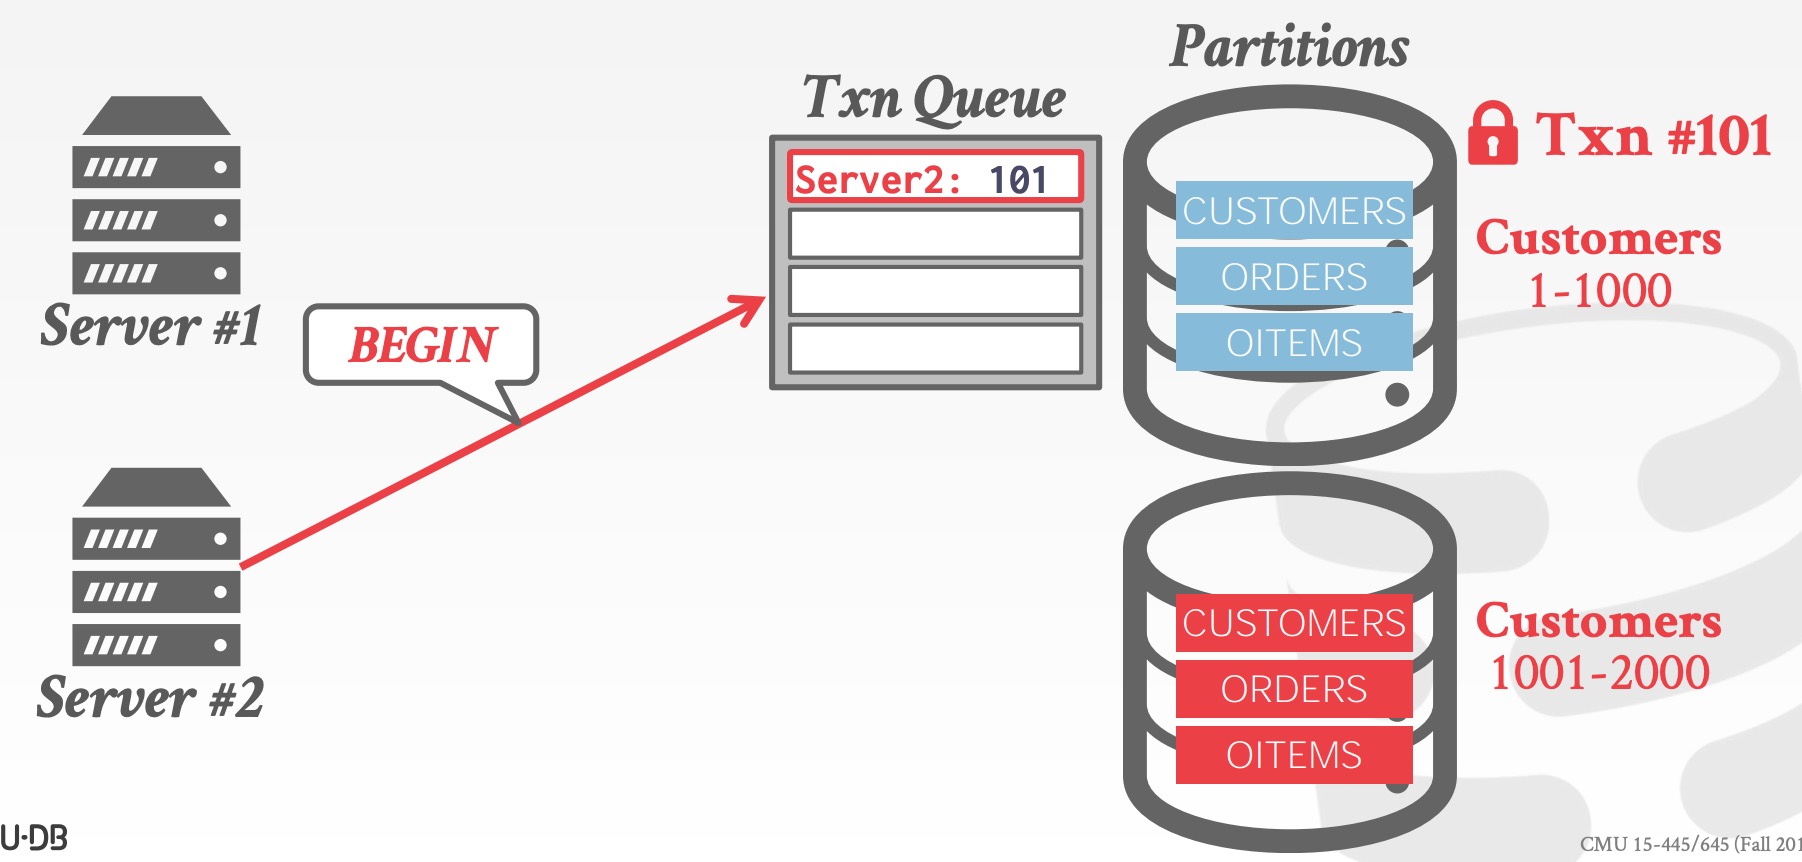 Partitions
Txn Queue
Txn #101
Server2: 101
CUSTOMERS
ORDERS
OITEMS
Customers
1-1000
Server #1
BEGIN
CUSTOMERS
ORDERS
OITEMS
Customers
1001-2000
Server #2
U·DB
CMU 15-445/645 (Fall 201